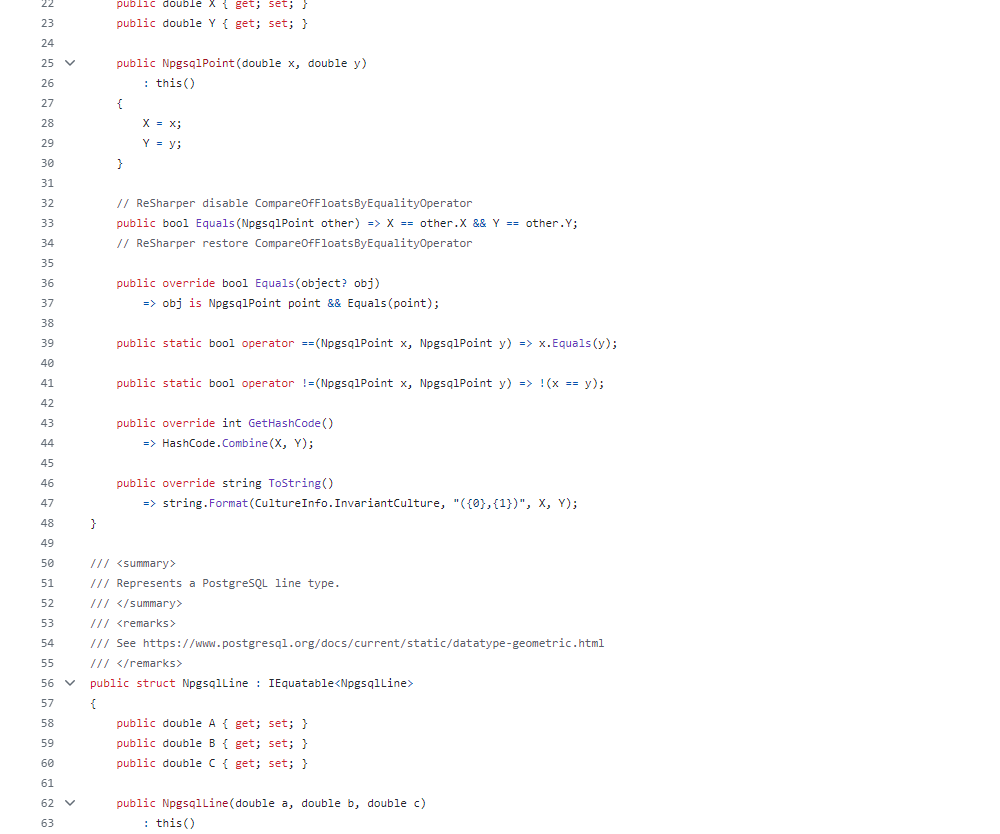 22 public double X { get; set; }
23 public double Y { get; set; }
24
25 public NpgsqlPoint(double x, double y)
26 : this()
27 {
28 X = x;
29 Y = y;
30 }
31
32 // ReSharper disable CompareOfFloatsByEqualityOperator
33 public bool Equals(NpgsqlPoint other) => X == other.X && Y == other.Y;
34 // ReSharper restore CompareOfFloatsByEqualityOperator
35
36 public override bool Equals(object? obj)
37 => obj is NpgsqlPoint point && Equals(point);
38
39 public static bool operator ==(NpgsqlPoint x, NpgsqlPoint y) => x.Equals(y);
40
41 public static bool operator !=(NpgsqlPoint x, NpgsqlPoint y) => !(x == y);
42
43 public override int GetHashCode()
44 => HashCode.Combine(X, Y);
45
46 public override string ToString()
47 => string.Format(CultureInfo.InvariantCulture, "({0},{1})", X, Y);
48 }
49
50 /// <summary>
51 /// Represents a PostgreSQL line type.
52 /// </summary>
53 /// <remarks>
54 /// See https://www.postgresql.org/docs/current/static/datatype-geometric.html
55 /// </remarks>
56 public struct NpgsqlLine : IEquatable<NpgsqlLine>
57 {
58 public double A { get; set; }
59 public double B { get; set; }
60 public double C { get; set; }
61
62 public NpgsqlLine(double a, double b, double c)
63 : this()